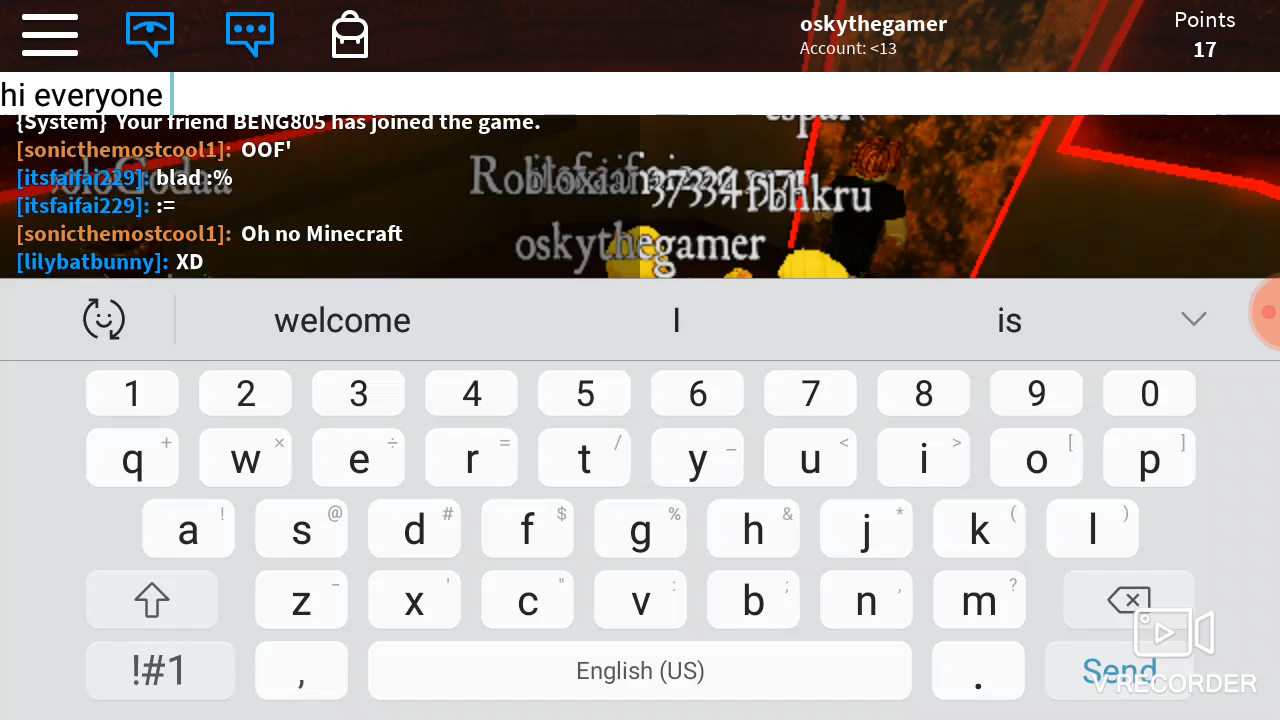 oskythegamer
Account: <13
Points
17
hi everyone
{System} Your friend BENG805 has joined the game.
[sonicthemostcool1]: OOF'
[itsfaifai229]: blad :%
[itsfaifai229]: :=
[sonicthemostcool1]: Oh no Minecraft
[lilybatbunny]: XD
oskythegamer
welcome I is
1 2 3 4 5 6 7 8 9 0
q + w × e ÷ r = t / y _ u < i > o [ p ]
a ! s @ d # f $ g % h & j * k ( l )
z - x ' c " v : b ; n , m ?
!#1 , English (US) . Send
V RECORDER